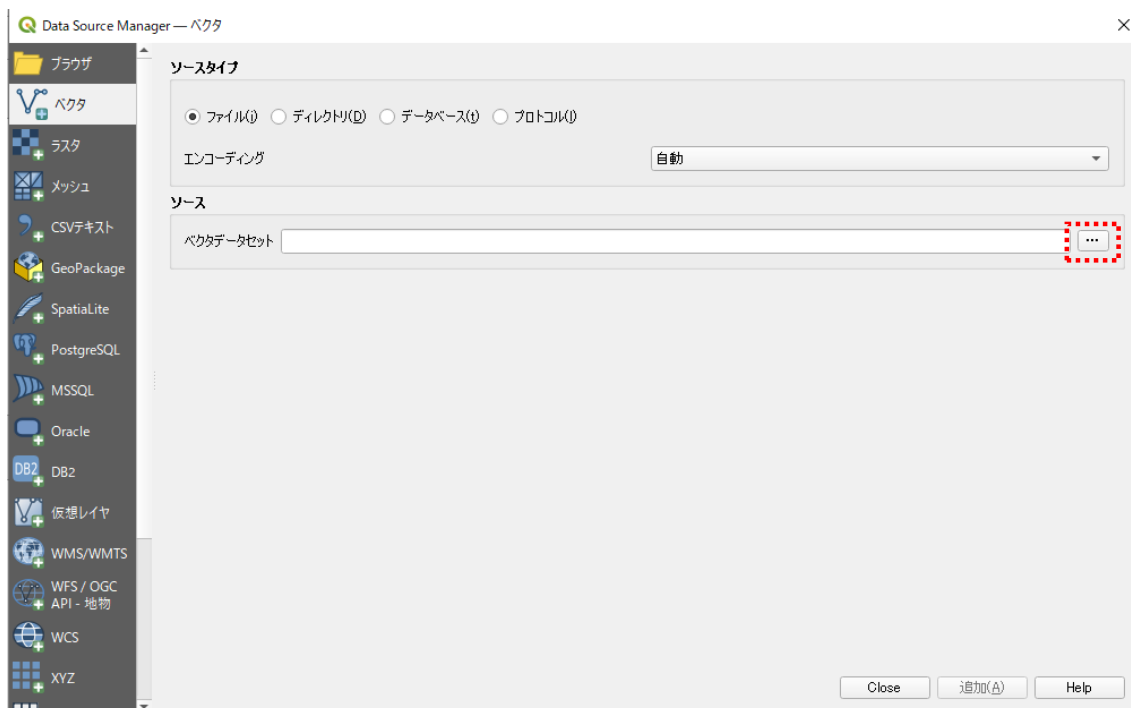 Data Source Manager — ベクタ
ブラウザ
ベクタ
ラスタ
メッシュ
CSVテキスト
GeoPackage
SpatiaLite
PostgreSQL
MSSQL
Oracle
DB2
DB2
仮想レイヤ
WMS/WMTS
WFS / OGC
API - 地物
WCS
XYZ
ソースタイプ
ファイル(i) ディレクトリ(D) データベース(t) プロトコル(l)
エンコーディング 自動
ソース
ベクタデータセット ...
Close 追加(A) Help